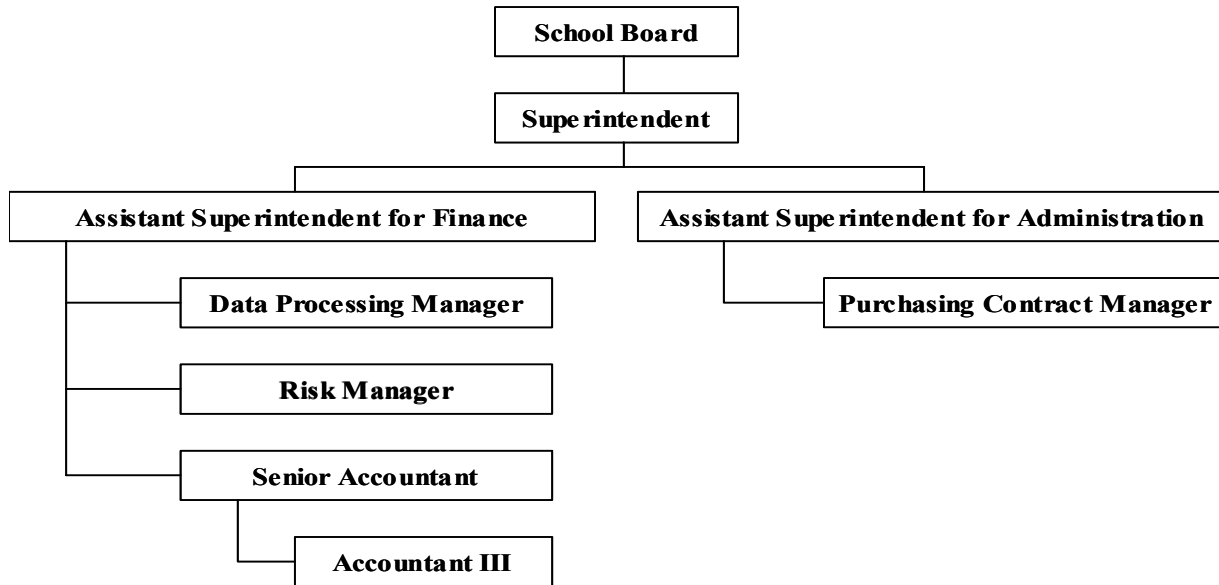 School Board
Superintendent
Assistant Superintendent for Finance
Assistant Superintendent for Administration
Data Processing Manager
Purchasing Contract Manager
Risk Manager
Senior Accountant
Accountant III